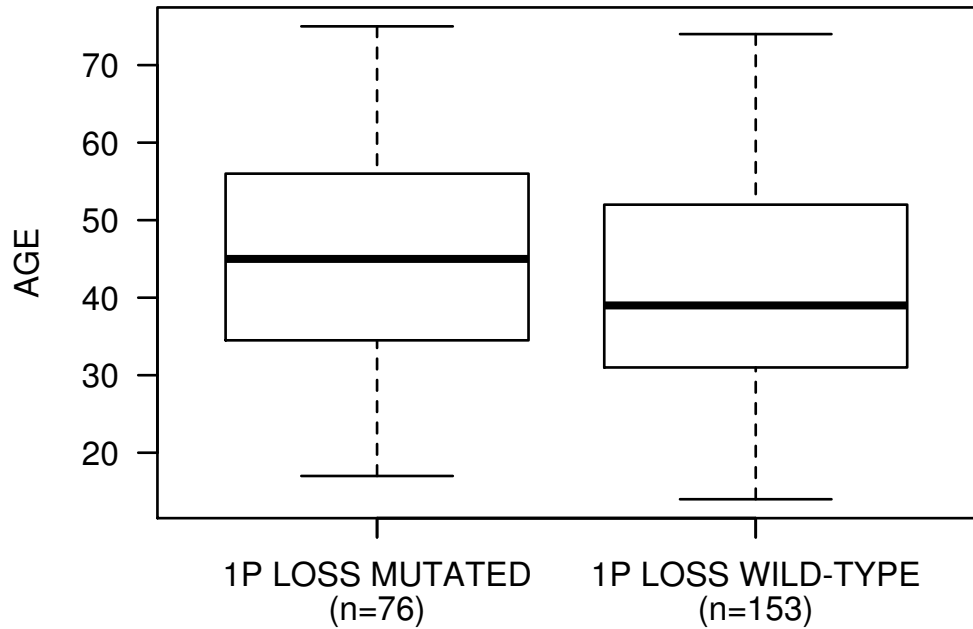 AGE
70
60
50
40
30
20
1P LOSS MUTATED
(n=76)
1P LOSS WILD-TYPE
(n=153)